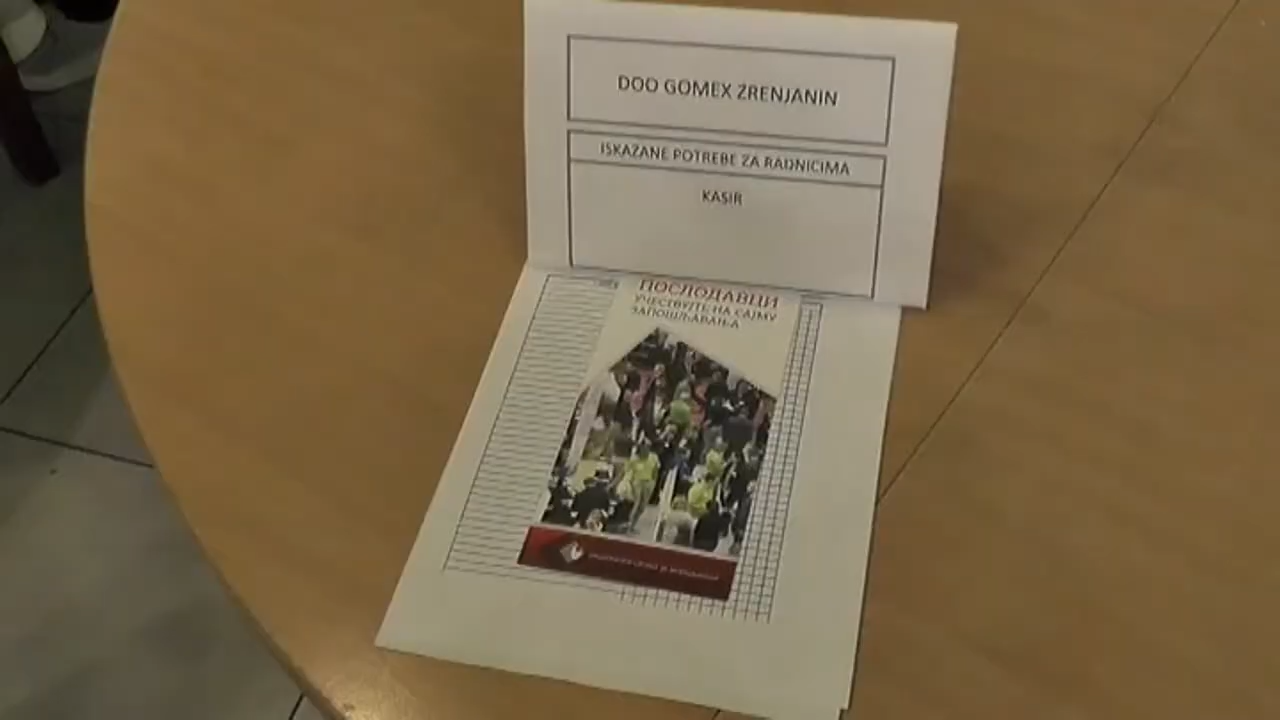 DOO GOMEX ZRENJANIN
ISKAZANE POTREBE ZA RADNICIMA
KASIR
ПОСЛОДАВЦИ
УЧЕСТВУЈТЕ НА САЈМУ
ЗАПОШЉАВАЊА